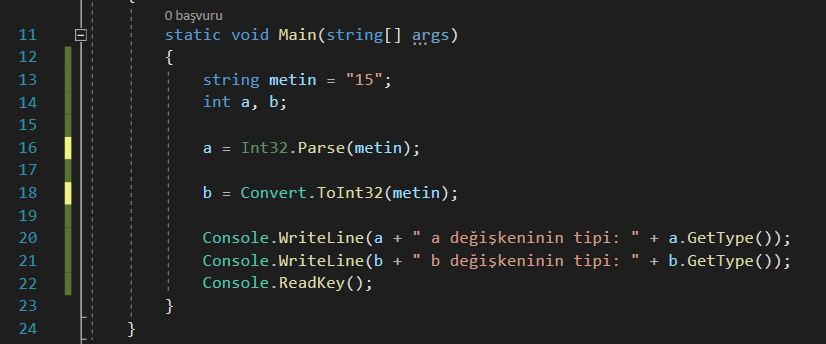 0 başvuru
11 static void Main(string[] args)
12 {
13 string metin = "15";
14 int a, b;
15
16 a = Int32.Parse(metin);
17
18 b = Convert.ToInt32(metin);
19
20 Console.WriteLine(a + " a değişkeninin tipi: " + a.GetType());
21 Console.WriteLine(b + " b değişkeninin tipi: " + b.GetType());
22 Console.ReadKey();
23 }
24 }